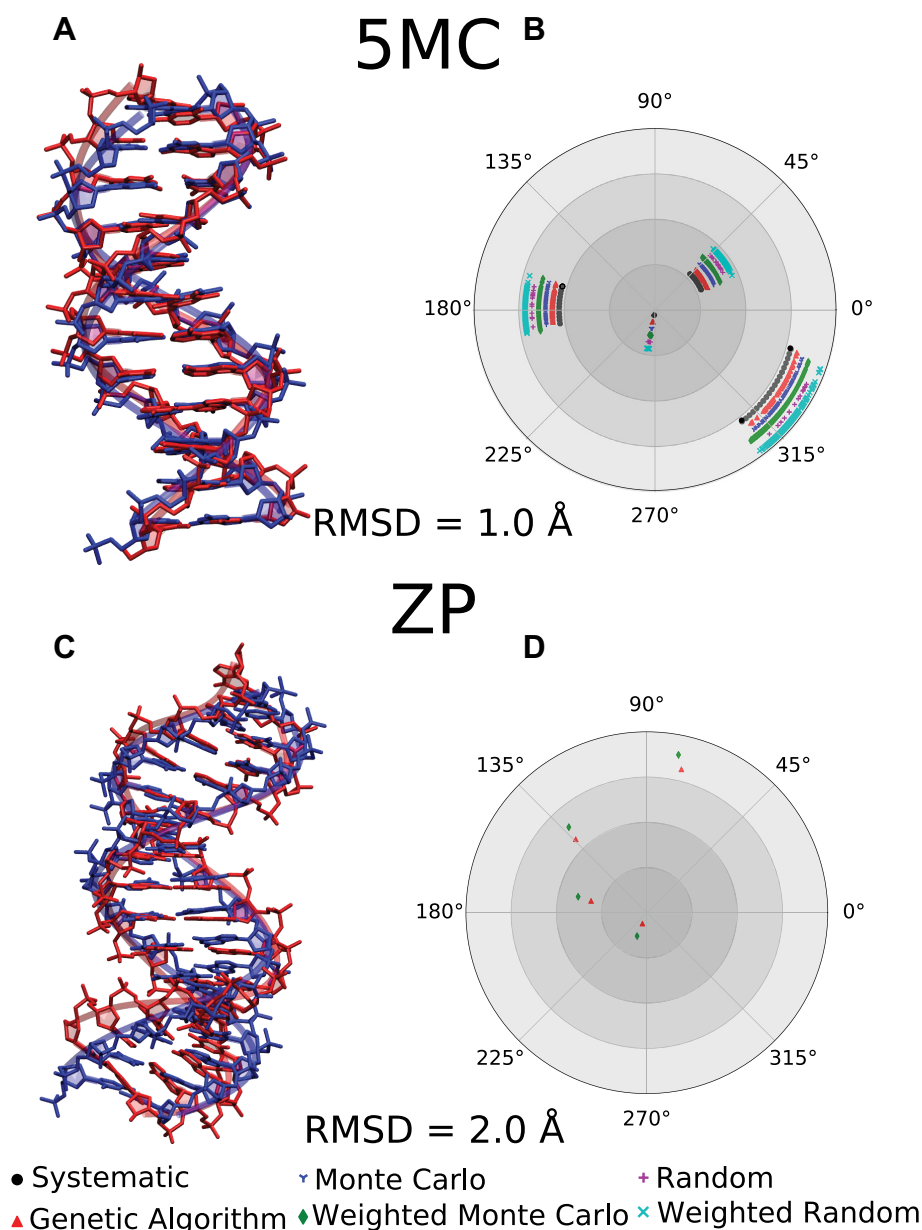 A
5MC
B
90°
135°
45°
180°
0°
225°
315°
270°
RMSD = 1.0 Å
ZP
C
D
90°
135°
45°
180°
0°
225°
315°
270°
RMSD = 2.0 Å
Systematic
Monte Carlo
Random
Genetic Algorithm
Weighted Monte Carlo
Weighted Random